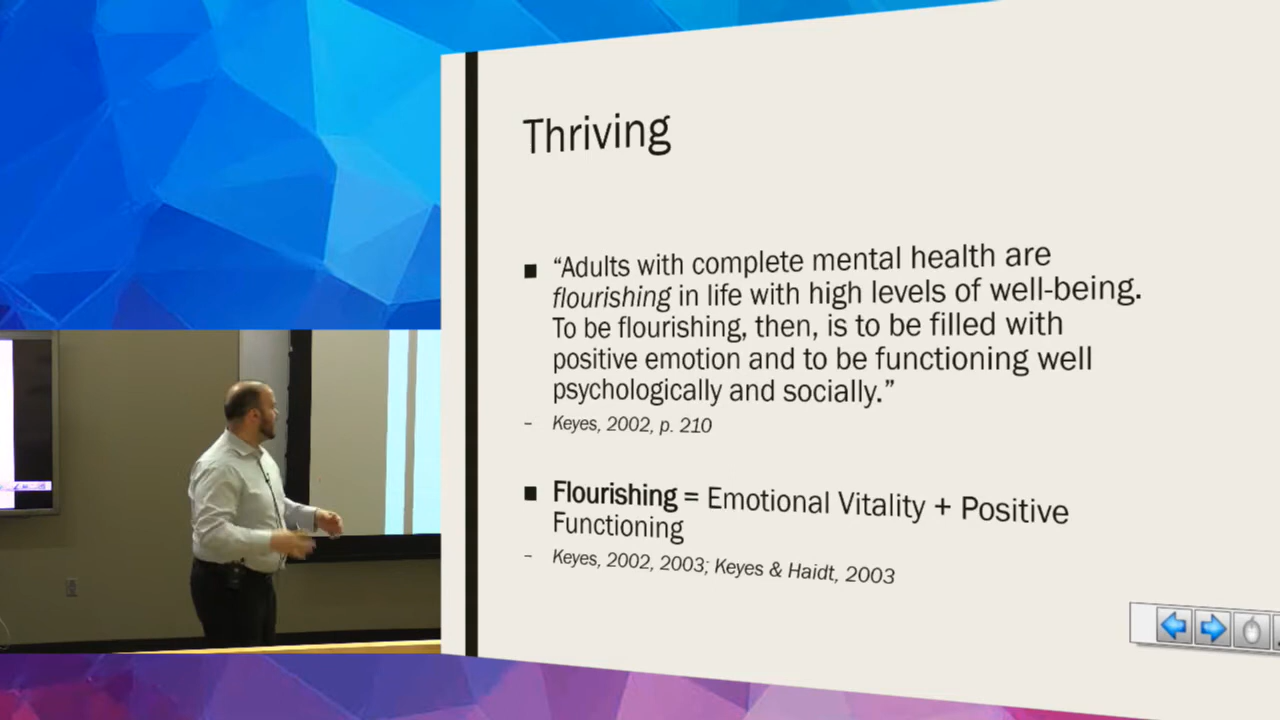 Thriving
■ “Adults with complete mental health are
flourishing in life with high levels of well-being.
To be flourishing, then, is to be filled with
positive emotion and to be functioning well
psychologically and socially.”
– Keyes, 2002, p. 210
■ Flourishing = Emotional Vitality + Positive
Functioning
– Keyes, 2002, 2003; Keyes & Haidt, 2003